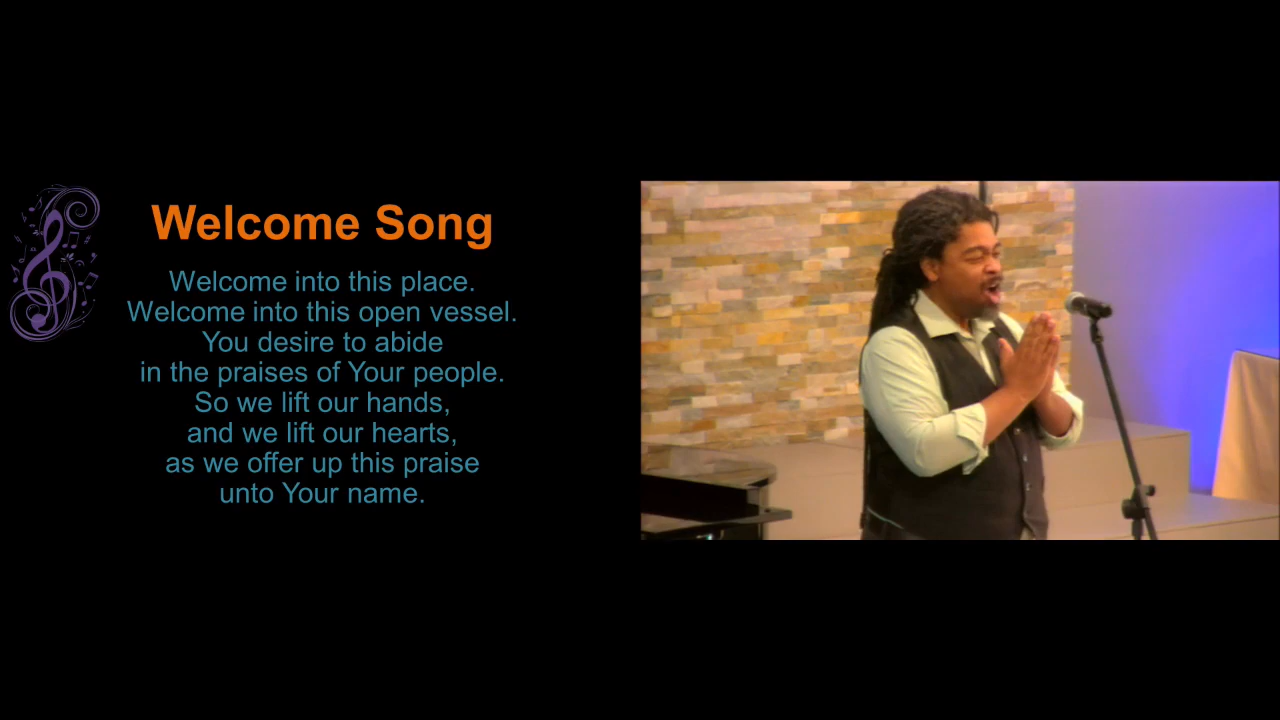 Welcome Song
Welcome into this place.
Welcome into this open vessel.
You desire to abide
in the praises of Your people.
So we lift our hands,
and we lift our hearts,
as we offer up this praise
unto Your name.